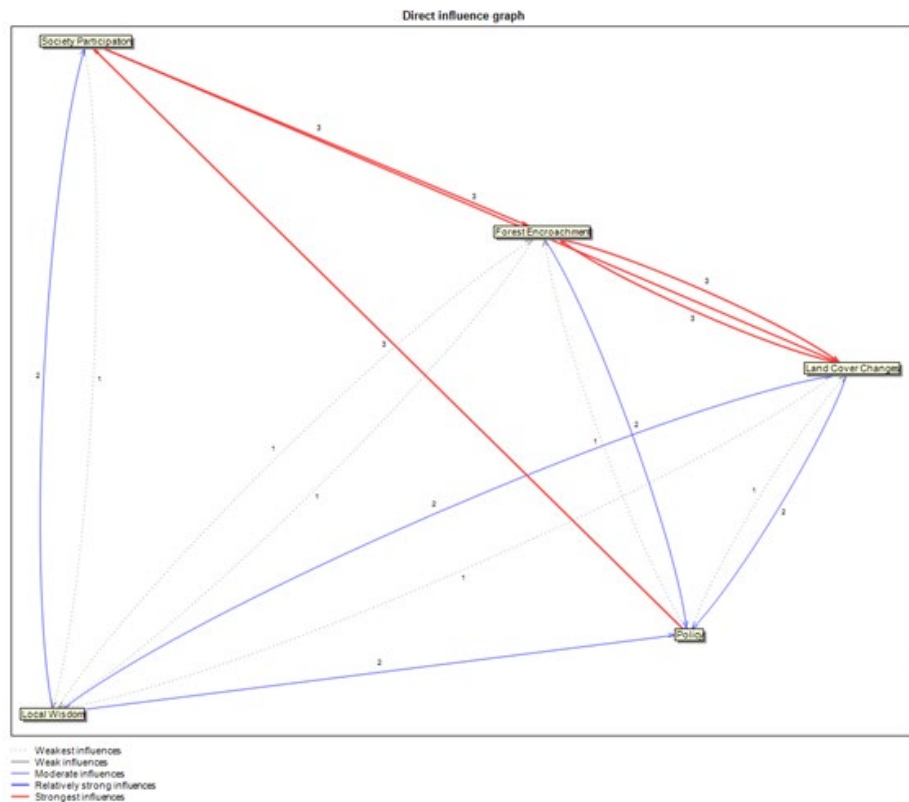 Direct influence graph
Society Participation
3
3
Forest Encroachment
3
3
3
Land Cover Changes
2
1
1
2
1
1
2
1
2
1
Policy
2
Local Wisdom
Weakest influences
Weak influences
Moderate influences
Relatively strong influences
Strongest influences